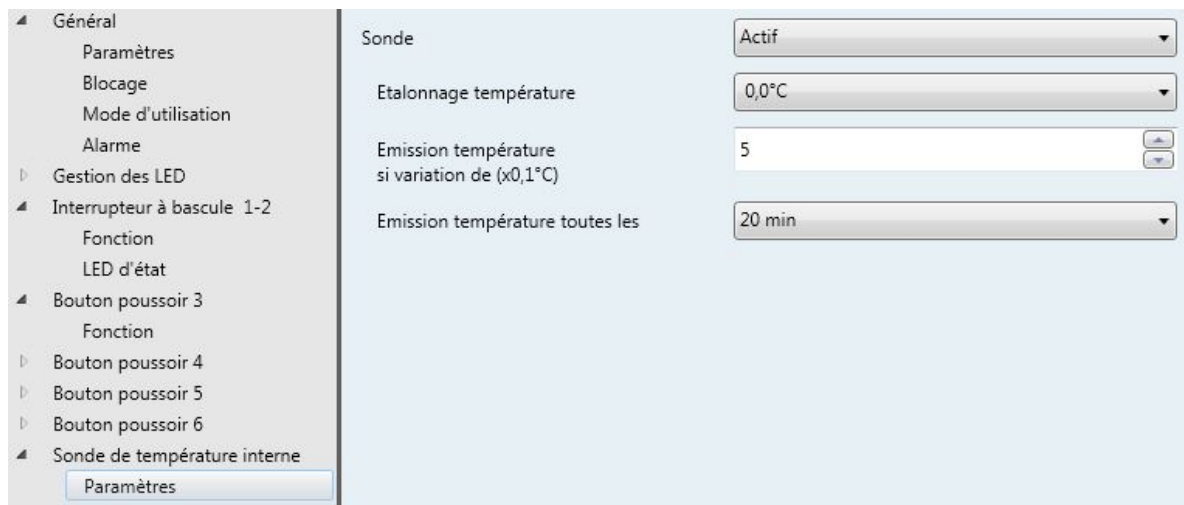 Général
Paramètres
Blocage
Mode d'utilisation
Alarme
Gestion des LED
Interrupteur à bascule 1-2
Fonction
LED d'état
Bouton poussoir 3
Fonction
Bouton poussoir 4
Bouton poussoir 5
Bouton poussoir 6
Sonde de température interne
Paramètres
Sonde
Actif
Etalonnage température
0,0°C
Emission température
si variation de (x0,1°C)
5
Emission température toutes les
20 min